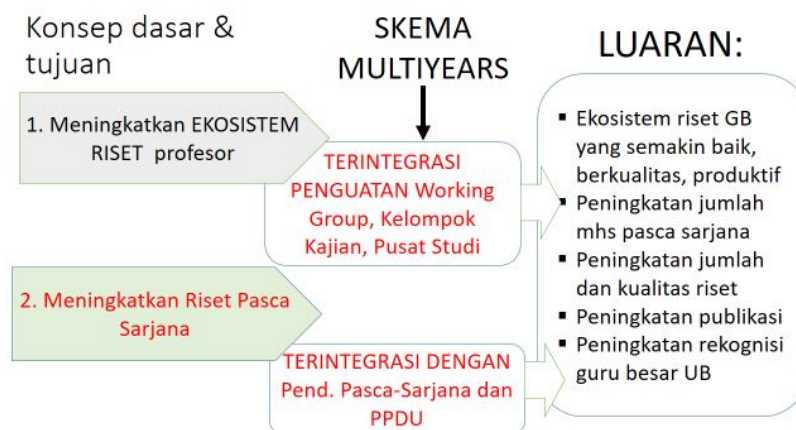 Konsep dasar &
tujuan
SKEMA
MULTIYEARS
LUARAN:
1. Meningkatkan EKOSISTEM
RISET profesor
TERINTEGRASI
PENGUATAN Working
Group, Kelompok
Kajian, Pusat Studi
2. Meningkatkan Riset Pasca
Sarjana
TERINTEGRASI DENGAN
Pend. Pasca-Sarjana dan
PPDU
▪ Ekosistem riset GB
yang semakin baik,
berkualitas, produktif
▪ Peningkatan jumlah
mhs pasca sarjana
▪ Peningkatan jumlah
dan kualitas riset
▪ Peningkatan publikasi
▪ Peningkatan rekognisi
guru besar UB